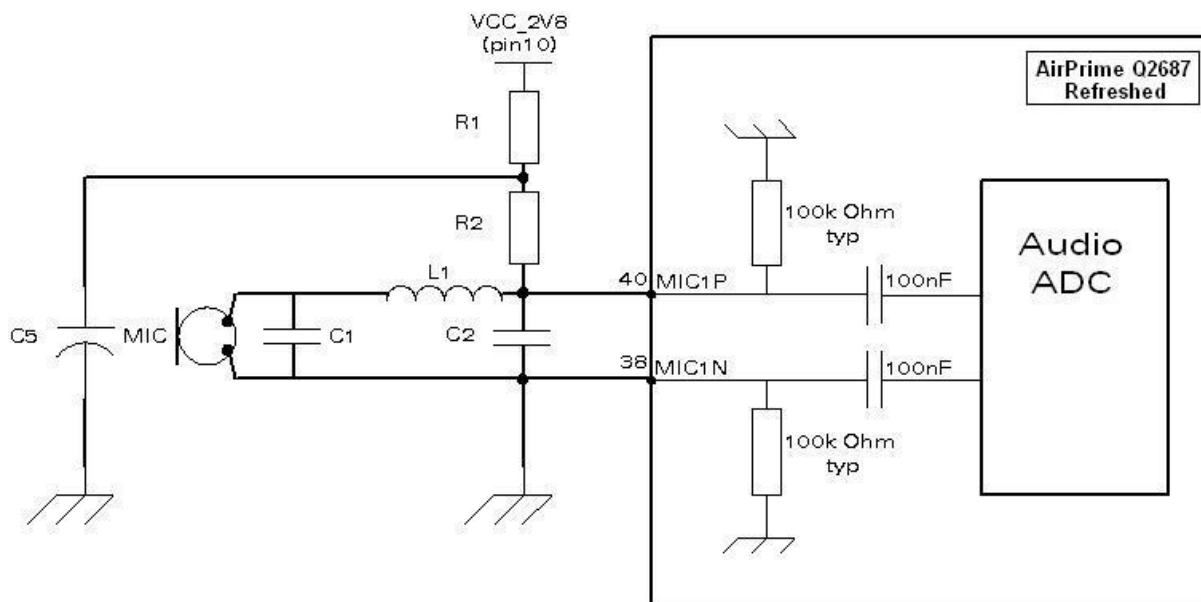 VCC_2V8
(pin10)
AirPrime Q2687
Refreshed
R1
R2
100k Ohm
typ
Audio
ADC
L1
40
MIC1P
100nF
C5
MIC
C1
C2
38
MIC1N
100nF
100k Ohm
typ